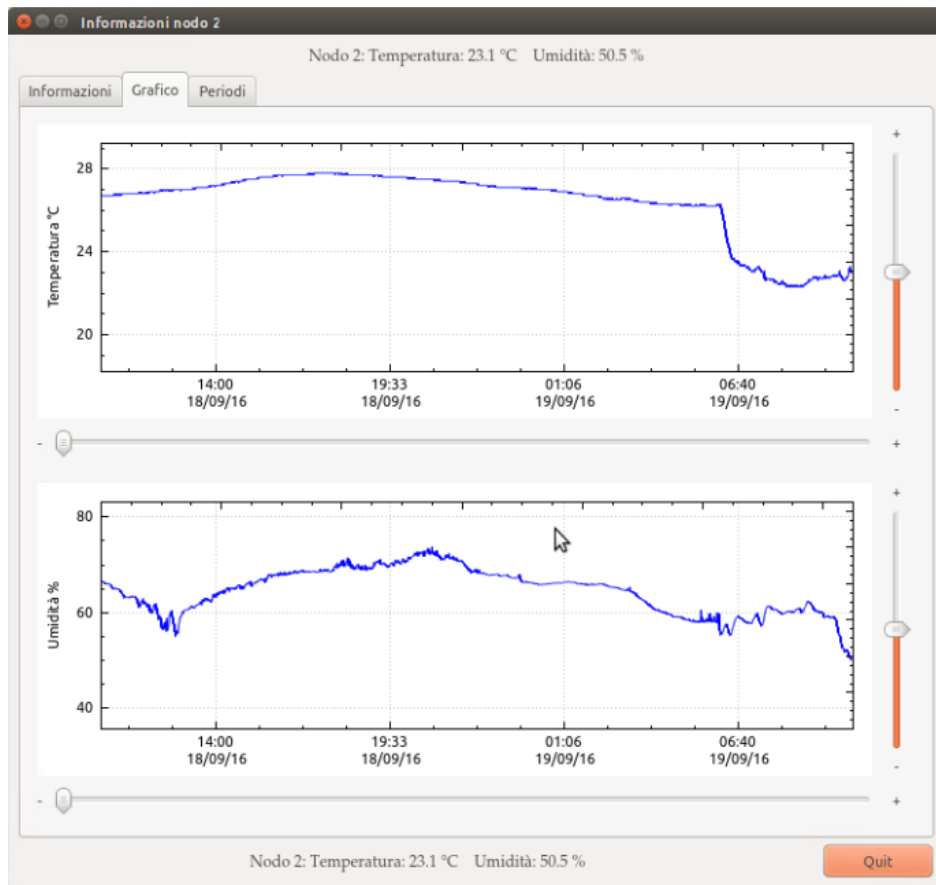 Informazioni nodo 2
Nodo 2: Temperatura: 23.1 °C Umidità: 50.5 %
Informazioni Grafico Periodi
+
28
24
20
Temperatura °C
14:00 19:33 01:06 06:40
18/09/16 18/09/16 19/09/16 19/09/16
-
- +
+
80
60
40
Umidità %
14:00 19:33 01:06 06:40
18/09/16 18/09/16 19/09/16 19/09/16
-
- +
Nodo 2: Temperatura: 23.1 °C Umidità: 50.5 %
Quit